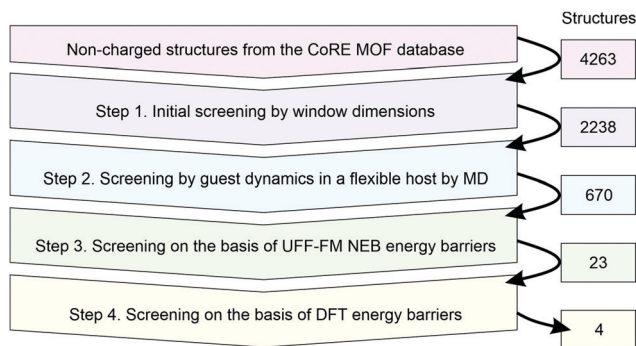 Structures
Non-charged structures from the CoRE MOF database
4263
Step 1. Initial screening by window dimensions
2238
Step 2. Screening by guest dynamics in a flexible host by MD
670
Step 3. Screening on the basis of UFF-FM NEB energy barriers
23
Step 4. Screening on the basis of DFT energy barriers
4